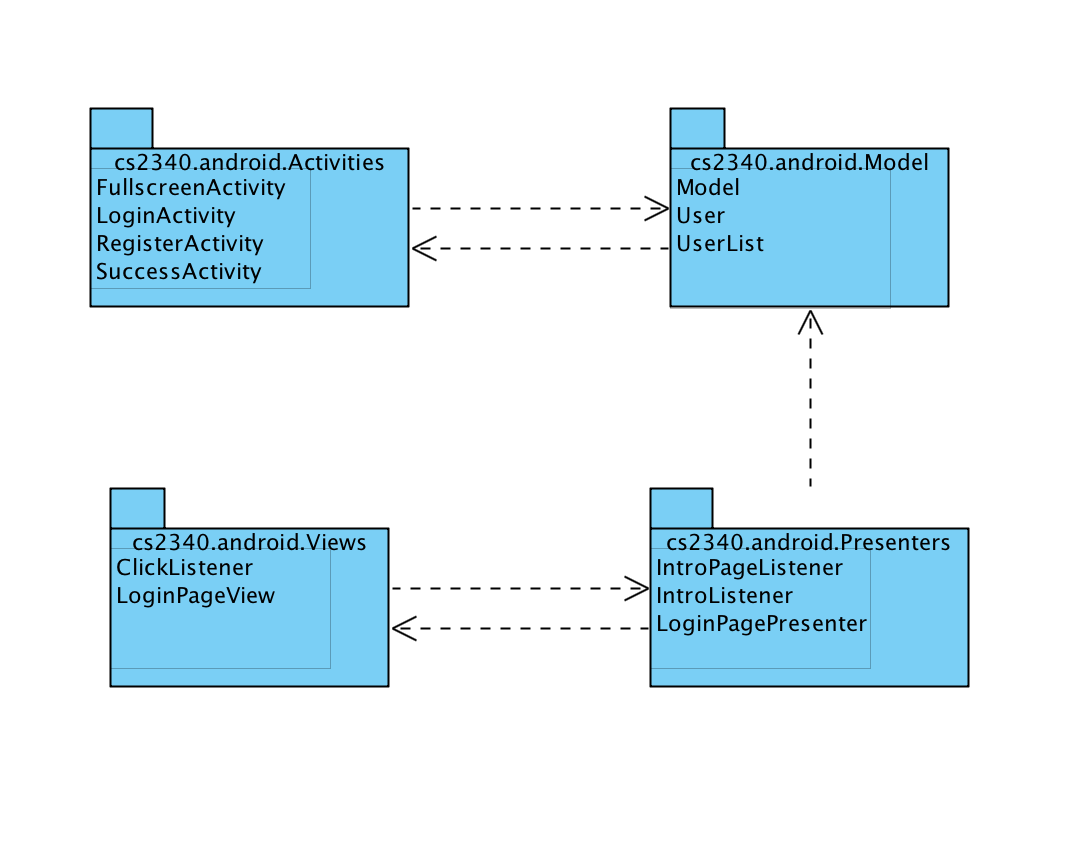 cs2340.android.Activities
FullscreenActivity
LoginActivity
RegisterActivity
SuccessActivity
cs2340.android.Model
Model
User
UserList
cs2340.android.Views
ClickListener
LoginPageView
cs2340.android.Presenters
IntroPageListener
IntroListener
LoginPagePresenter